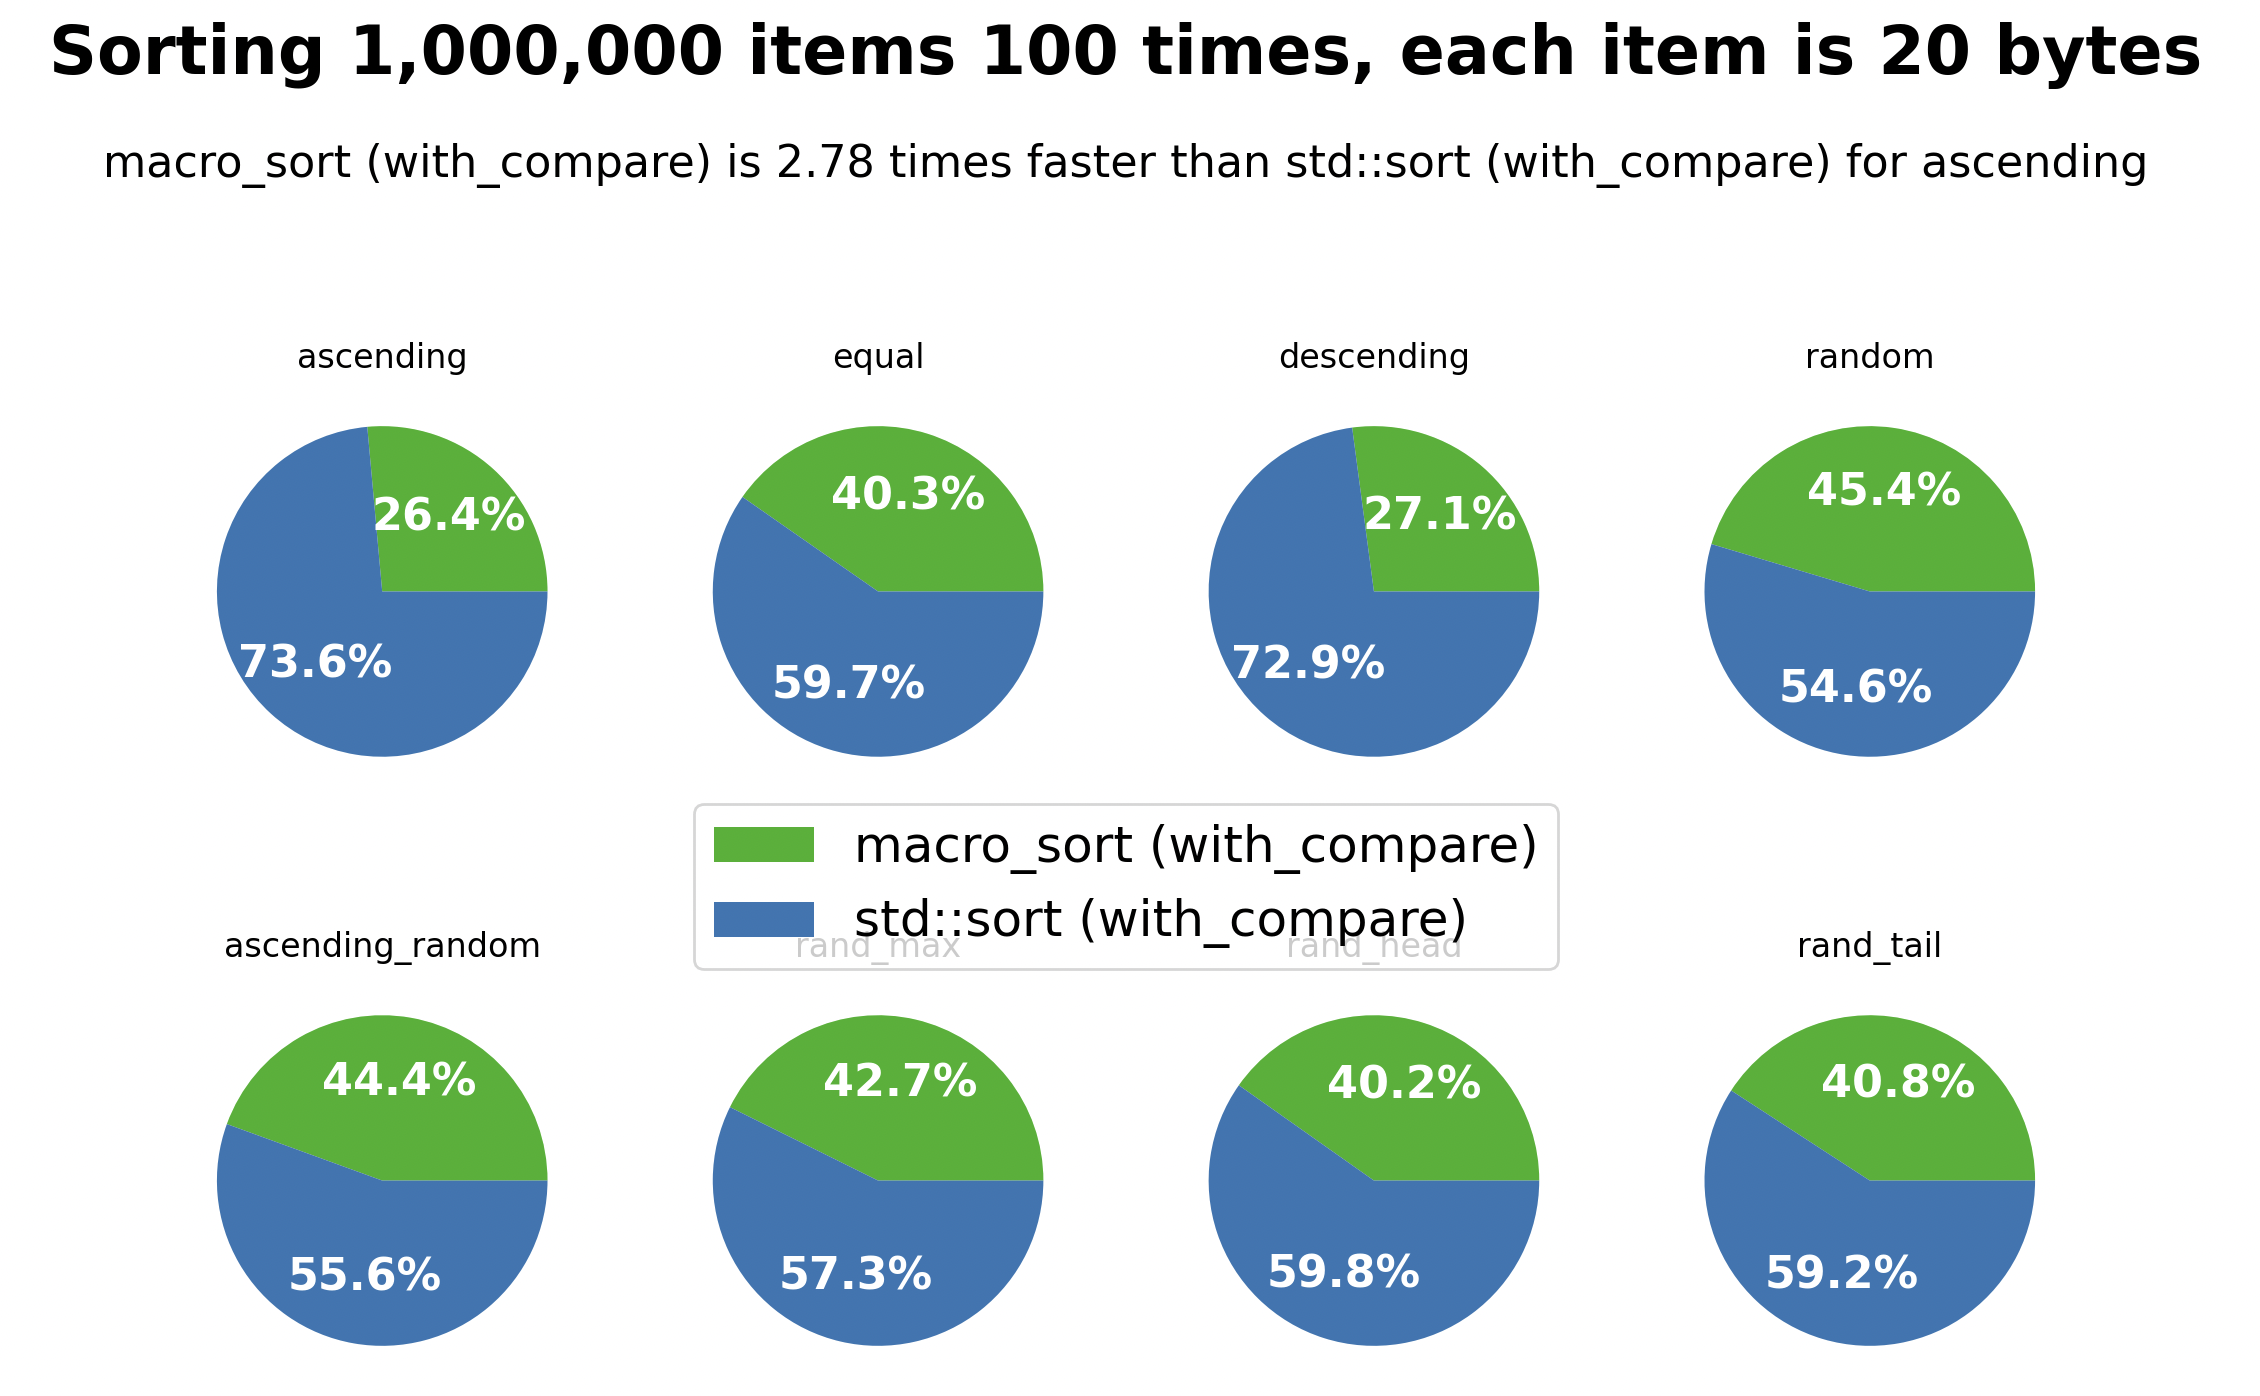 Sorting 1,000,000 items 100 times, each item is 20 bytes
macro_sort (with_compare) is 2.78 times faster than std::sort (with_compare) for ascending
ascending
26.4%
73.6%
equal
40.3%
59.7%
descending
27.1%
72.9%
random
45.4%
54.6%
macro_sort (with_compare)
std::sort (with_compare)
ascending_random
44.4%
55.6%
rand_max
42.7%
57.3%
rand_head
40.2%
59.8%
rand_tail
40.8%
59.2%